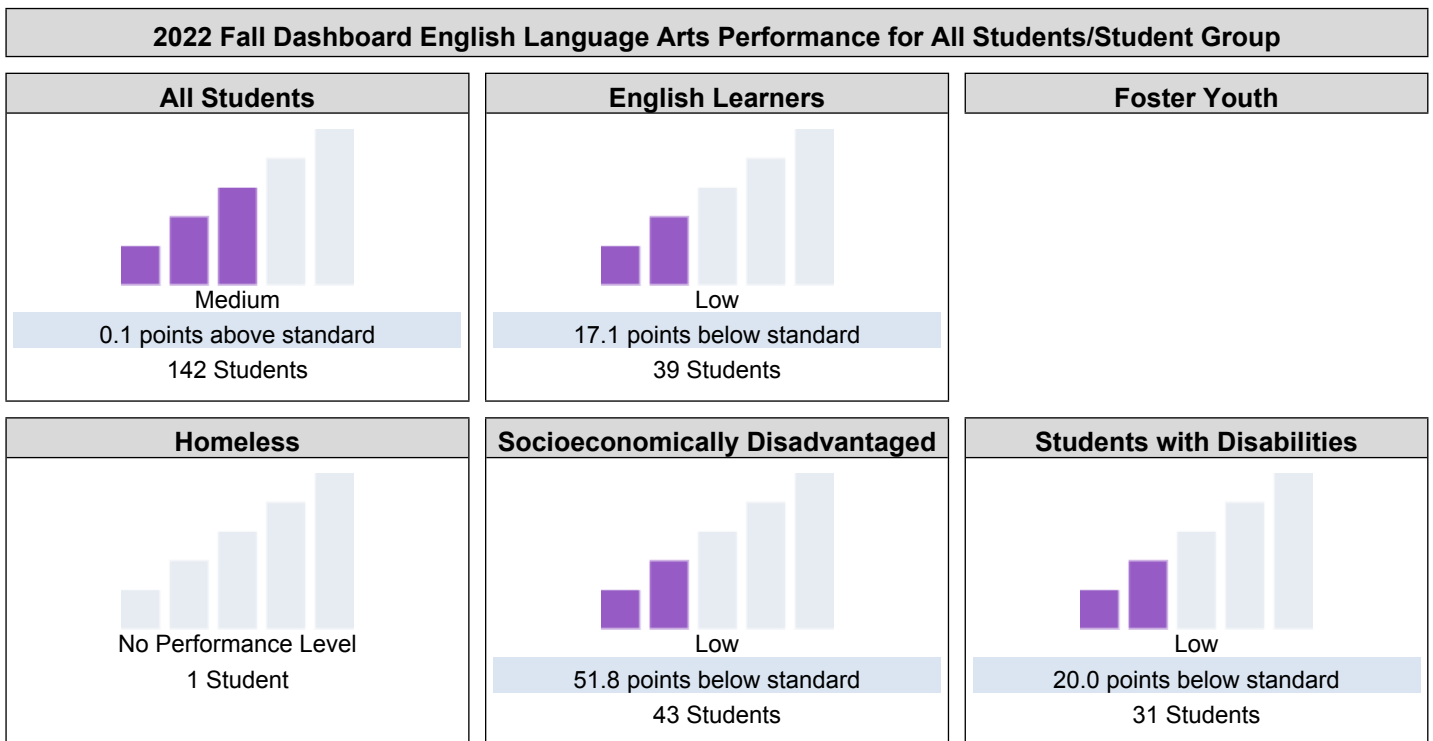 2022 Fall Dashboard English Language Arts Performance for All Students/Student Group
All Students
Medium
0.1 points above standard
142 Students
English Learners
Low
17.1 points below standard
39 Students
Foster Youth
Homeless
No Performance Level
1 Student
Socioeconomically Disadvantaged
Low
51.8 points below standard
43 Students
Students with Disabilities
Low
20.0 points below standard
31 Students